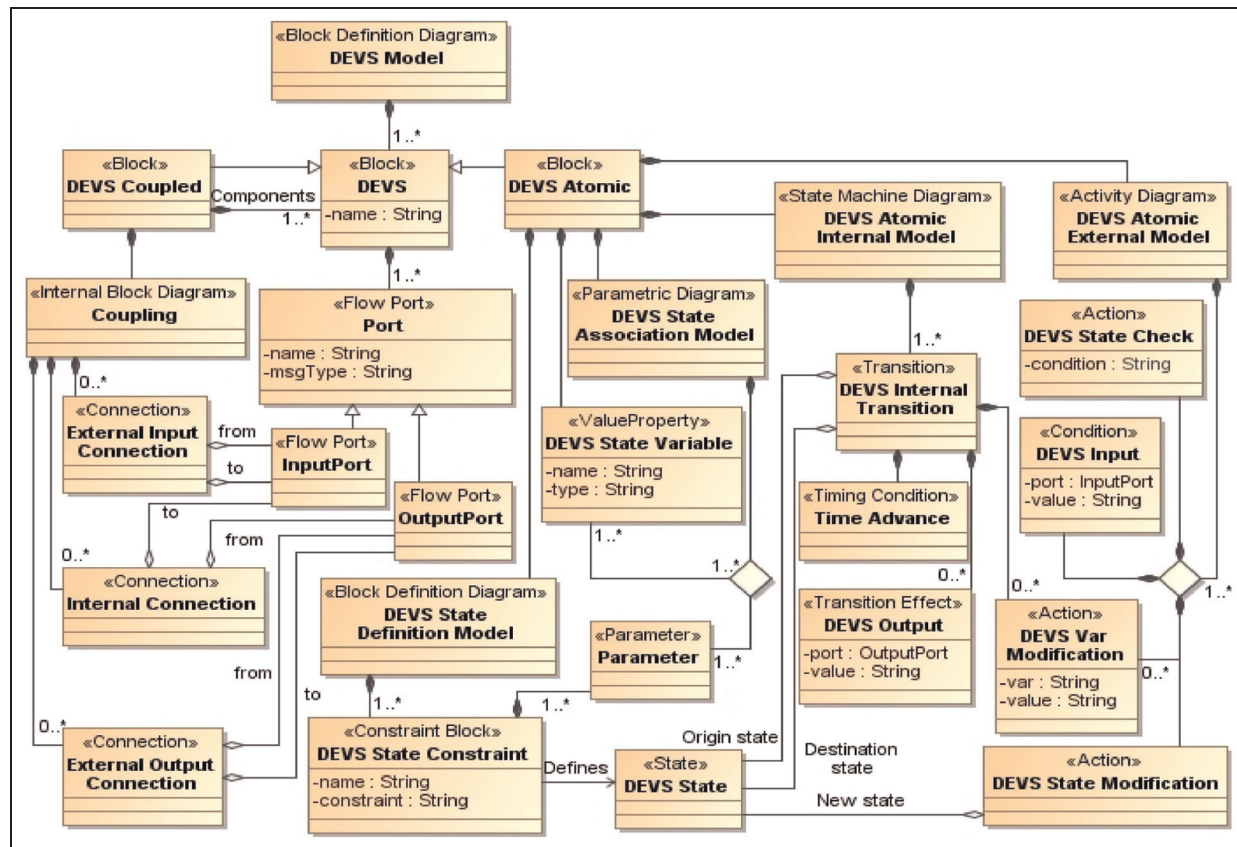 «Block Definition Diagram»
DEVS Model
1..*
«Block»
DEVS Coupled
Components
1..*
«Block»
DEVS
-name : String
«Block»
DEVS Atomic
«State Machine Diagram»
DEVS Atomic
Internal Model
«Activity Diagram»
DEVS Atomic
External Model
1..*
«Internal Block Diagram»
Coupling
«Flow Port»
Port
-name : String
-msgType : String
«Parametric Diagram»
DEVS State
Association Model
«Action»
DEVS State Check
-condition : String
1..*
0..*
«Transition»
DEVS Internal
Transition
«Connection»
External Input
Connection
from
to
«Flow Port»
InputPort
«ValueProperty»
DEVS State Variable
-name : String
-type : String
«Condition»
DEVS Input
-port : InputPort
-value : String
«Flow Port»
OutputPort
«Timing Condition»
Time Advance
to
from
1..*
1..*
0..*
«Connection»
Internal Connection
«Block Definition Diagram»
DEVS State
Definition Model
0..*
0..*
1..*
«Transition Effect»
DEVS Output
-port : OutputPort
-value : String
«Action»
DEVS Var
Modification
-var : String
-value : String
«Parameter»
Parameter
1..*
0..*
from
to
1..*
1..*
0..*
«Connection»
External Output
Connection
«Constraint Block»
DEVS State Constraint
-name : String
-constraint : String
Defines
«State»
DEVS State
Origin state
Destination
state
New state
«Action»
DEVS State Modification